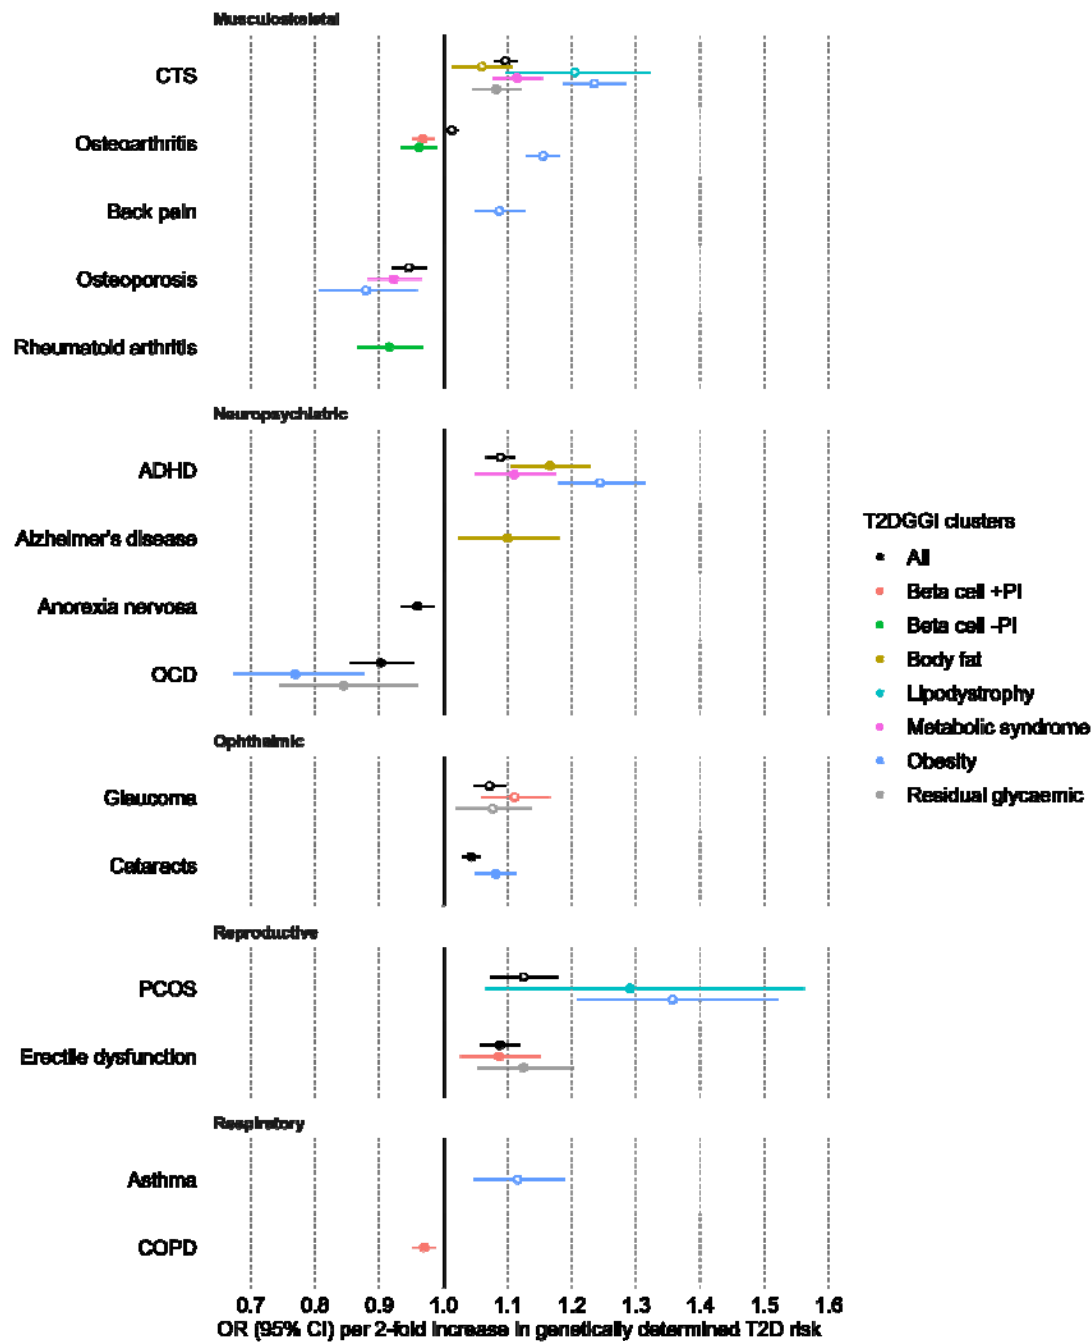 Musculoskeletal
CTS
Osteoarthritis
Back pain
Osteoporosis
Rheumatoid arthritis
Neuropsychiatric
ADHD
Alzheimer's disease
Anorexia nervosa
OCD
Ophthalmic
Glaucoma
Cataracts
Reproductive
PCOS
Erectile dysfunction
Respiratory
Asthma
COPD
0.7 0.8 0.9 1.0 1.1 1.2 1.3 1.4 1.5 1.6
OR (95% CI) per 2-fold increase in genetically determined T2D risk
T2DGGI clusters
All
Beta cell +PI
Beta cell -PI
Body fat
Lipodystrophy
Metabolic syndrome
Obesity
Residual glycaemic